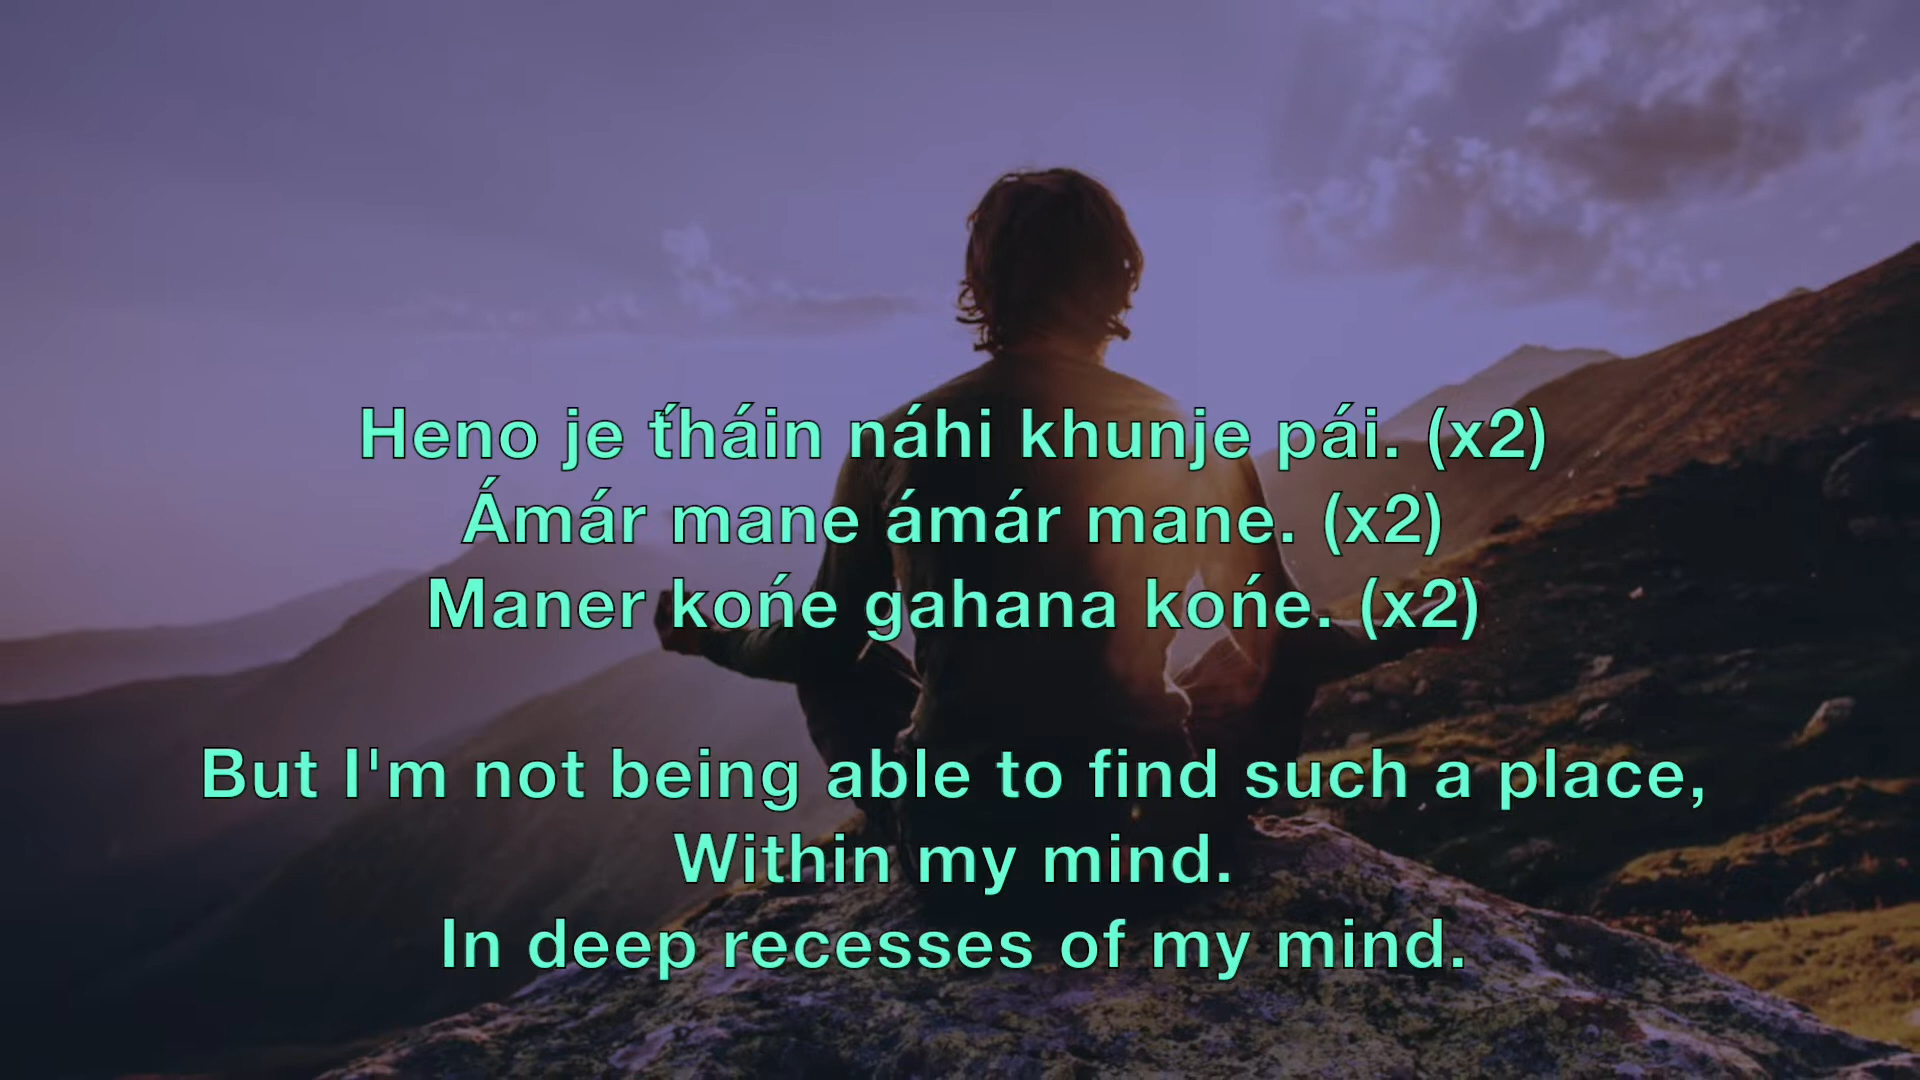 Heno je t́háin náhi khunje pái. (x2)
Ámár mane ámár mane. (x2)
Maner końe gahana końe. (x2)
But I'm not being able to find such a place,
Within my mind.
In deep recesses of my mind.